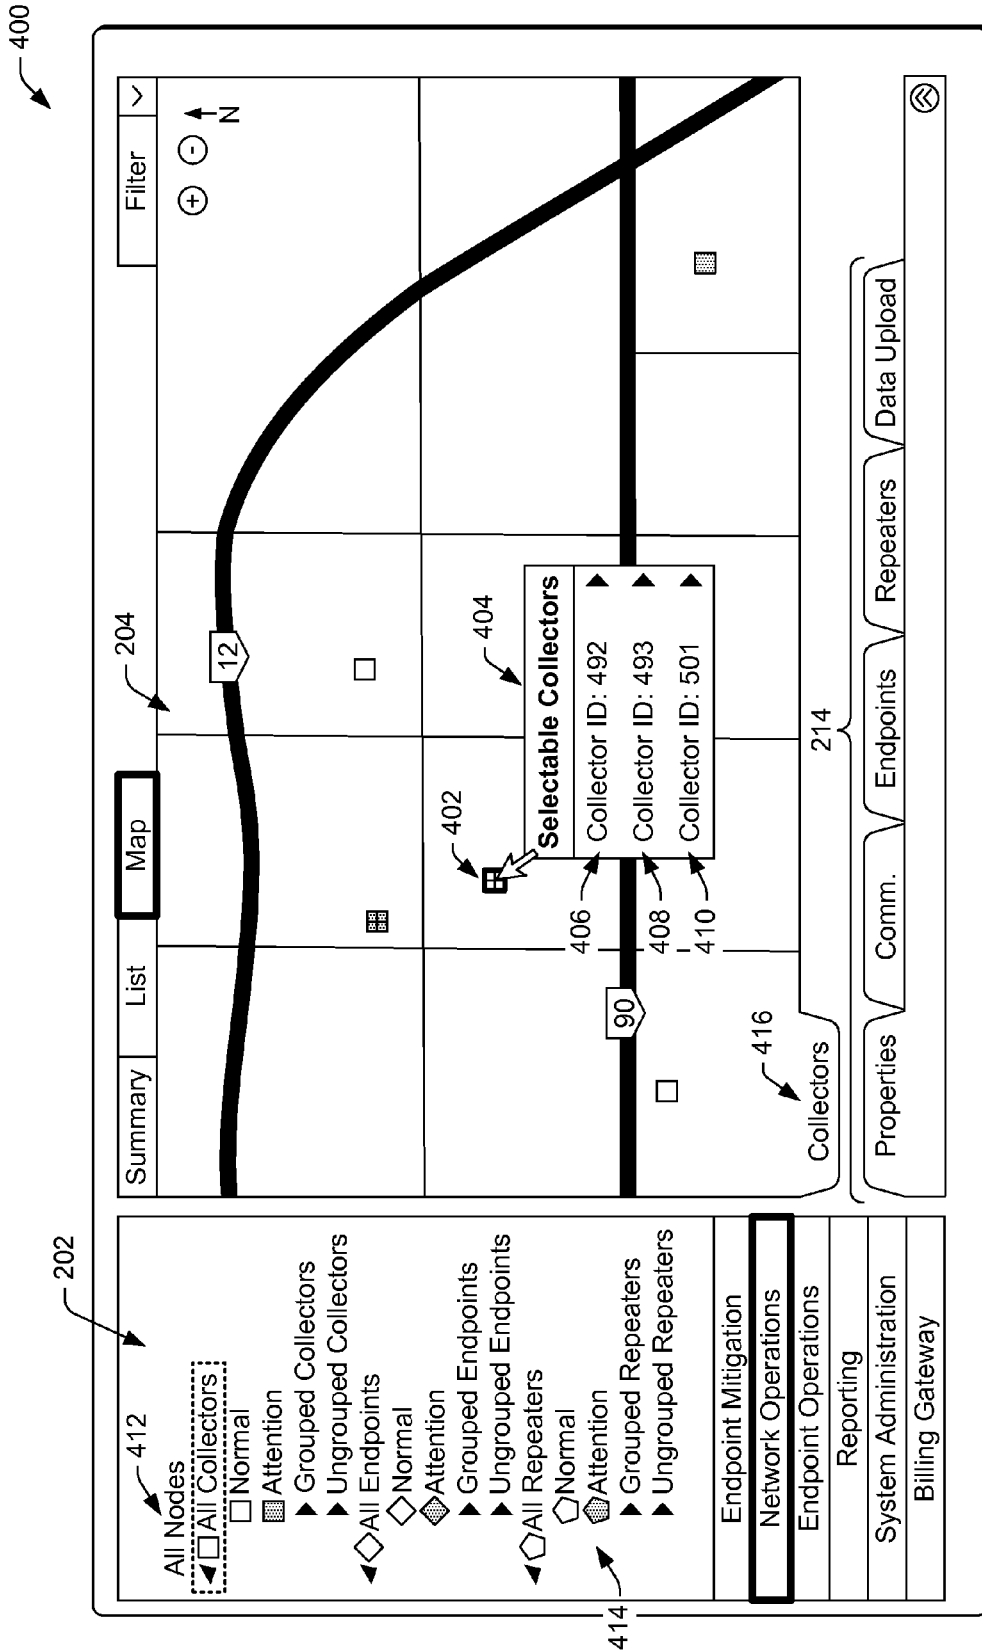 400
202
412
All Nodes
All Collectors
Normal
Attention
Grouped Collectors
Ungrouped Collectors
All Endpoints
Normal
Attention
Grouped Endpoints
Ungrouped Endpoints
All Repeaters
Normal
Attention
Grouped Repeaters
Ungrouped Repeaters
414
Endpoint Mitigation
Network Operations
Endpoint Operations
Reporting
System Administration
Billing Gateway
Summary
List
Map
Filter
204
+
-
N
12
402
404
Selectable Collectors
406
Collector ID: 492
408
Collector ID: 493
410
Collector ID: 501
90
416
Collectors
214
Properties
Comm.
Endpoints
Repeaters
Data Upload